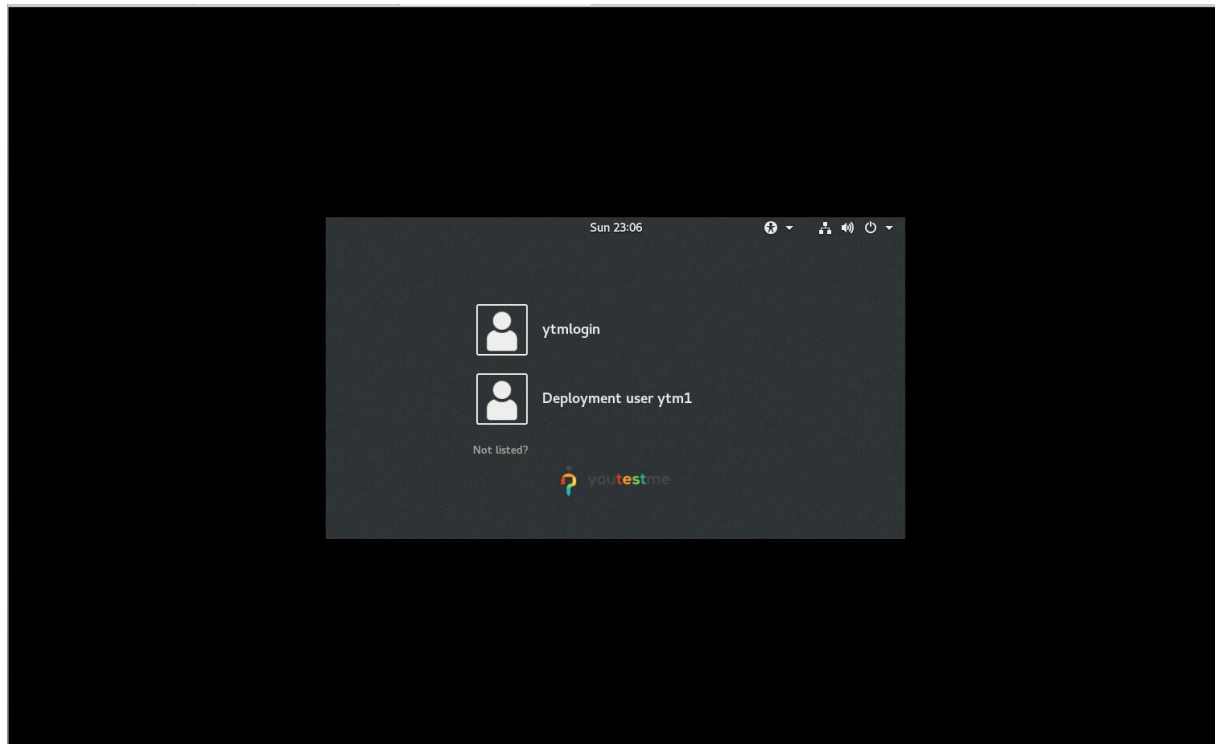 Sun 23:06
ytmlogin
Deployment user ytm1
Not listed?
youtestme